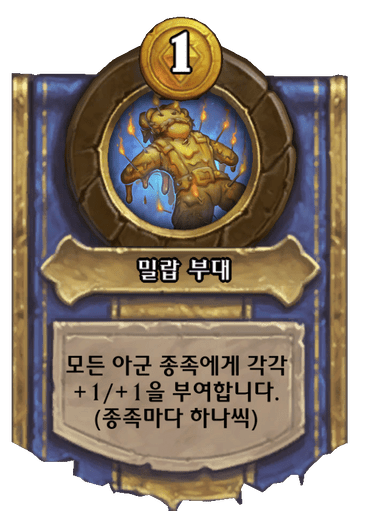 1
밀랍 부대
모든 아군 종족에게 각각
+1/+1을 부여합니다.
(종족마다 하나씩)